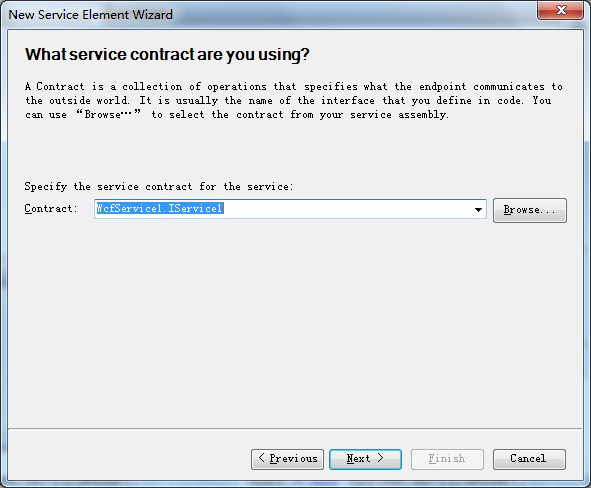 New Service Element Wizard
What service contract are you using?
A Contract is a collection of operations that specifies what the endpoint communicates to
the outside world. It is usually the name of the interface that you define in code. You
can use “Browse…” to select the contract from your service assembly.
Specify the service contract for the service:
Contract: WcfService1.IService1 Browse...
< Previous Next > Finish Cancel